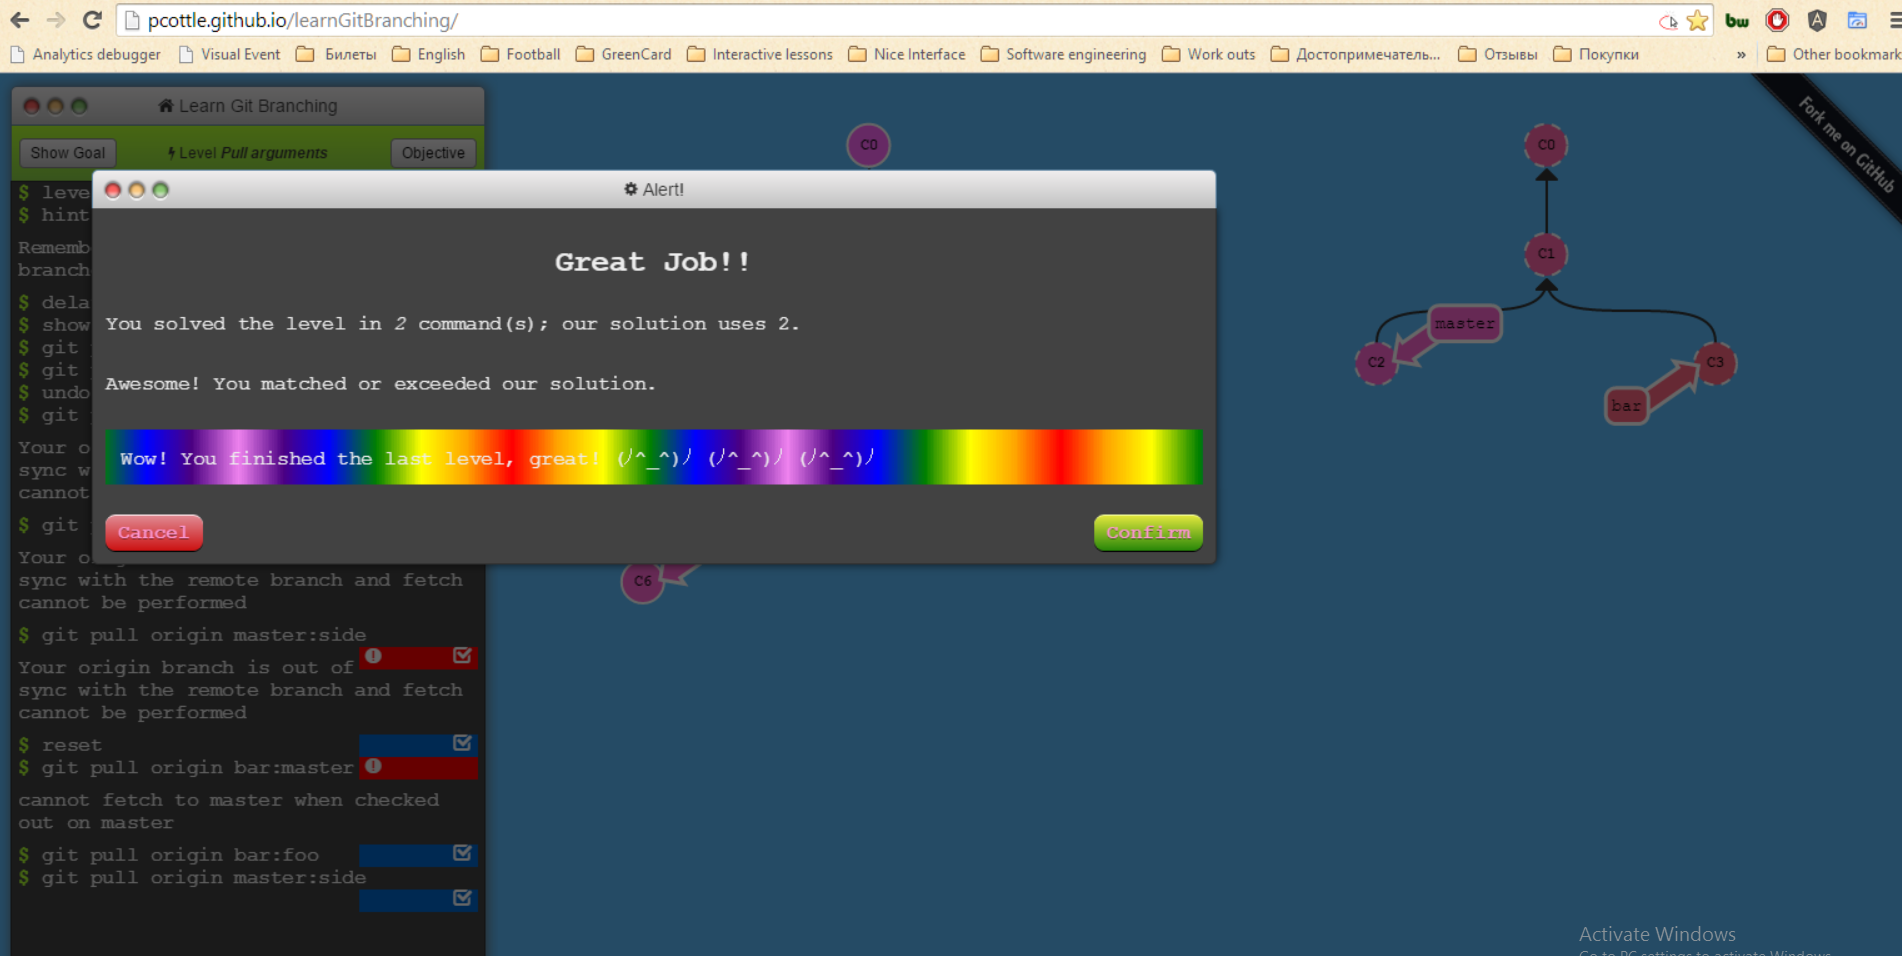 pcottle.github.io/learnGitBranching/
Analytics debugger Visual Event Билеты English Football GreenCard Interactive lessons Nice Interface Software engineering Work outs Достопримечатель... Отзывы Покупки » Other bookmark
Learn Git Branching
Show Goal Level Pull arguments Objective
Fork me on GitHub
C0 C0
$ leve
$ hint
Alert!
Rememb
branch
Great Job!!
C1
$ dela
$ show
You solved the level in 2 command(s); our solution uses 2.
master
$ git
$ git
C2 C3
$ undo
Awesome! You matched or exceeded our solution.
$ git
bar
Your o
sync w
cannot
Wow! You finished the last level, great! (ﾉ^_^)ﾉ (ﾉ^_^)ﾉ (ﾉ^_^)ﾉ
$ git
Cancel Confirm
Your o
sync with the remote branch and fetch
cannot be performed
C6
$ git pull origin master:side
Your origin branch is out of
sync with the remote branch and fetch
cannot be performed
$ reset
$ git pull origin bar:master
cannot fetch to master when checked
out on master
$ git pull origin bar:foo
$ git pull origin master:side
Activate Windows
Go to PC settings to activate Windows.